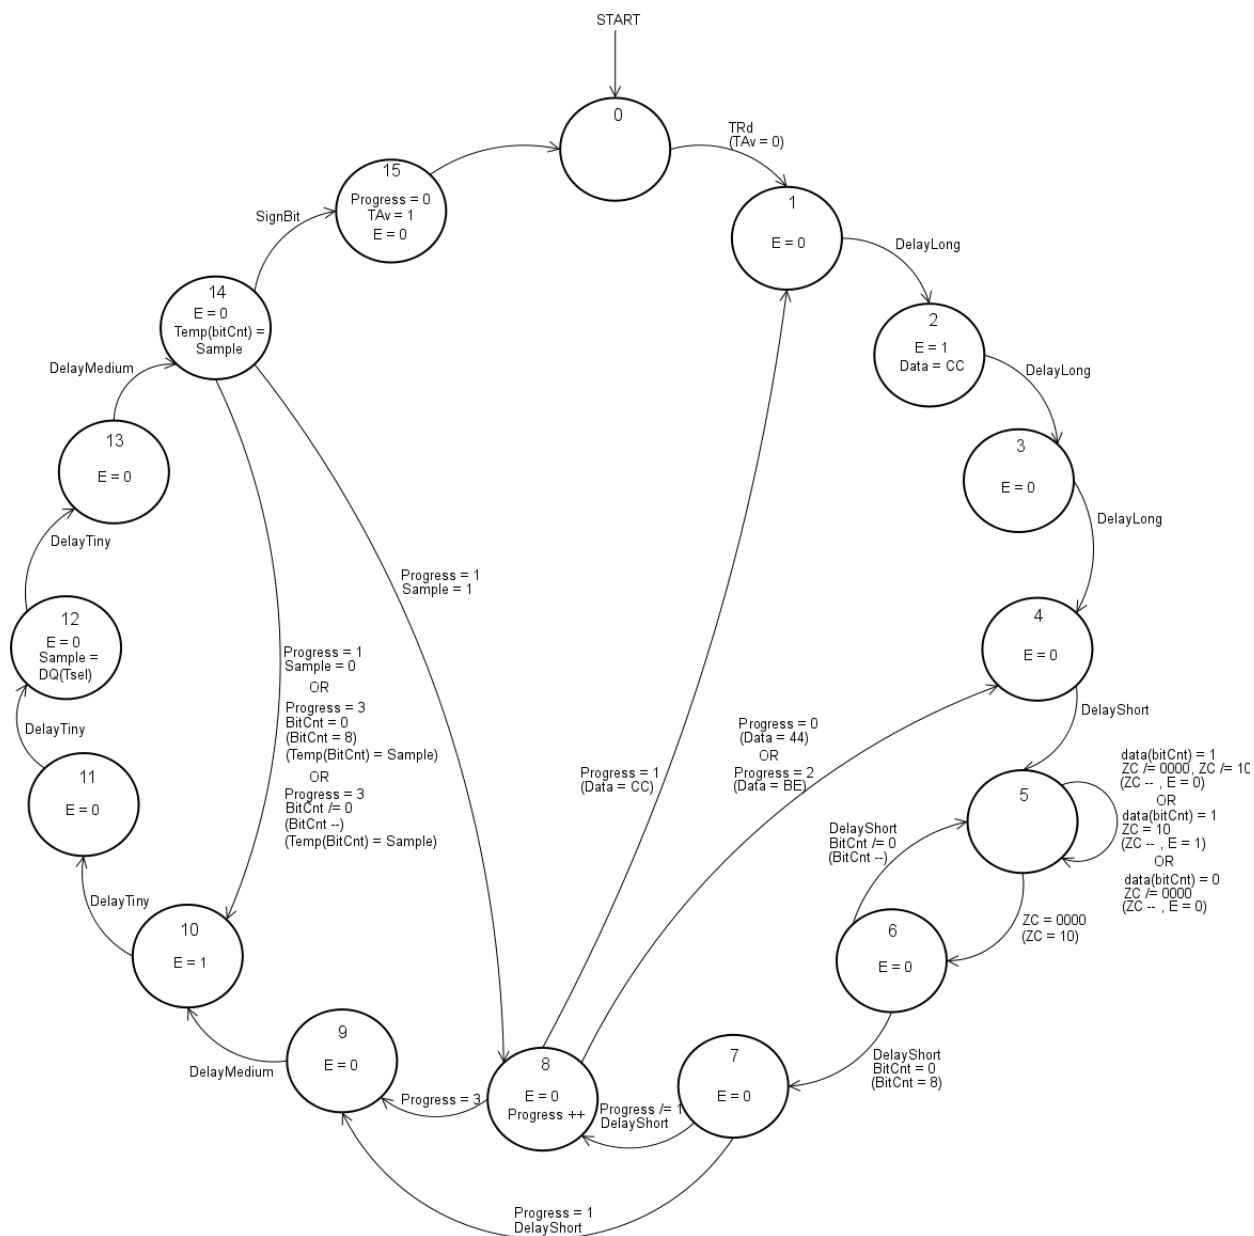 START
0
TRd
(TAv = 0)
15
Progress = 0
TAv = 1
E = 0
1
E = 0
SignBit
DelayLong
14
E = 0
Temp(bitCnt) =
Sample
2
E = 1
Data = CC
DelayMedium
DelayLong
13
E = 0
3
E = 0
DelayLong
DelayTiny
Progress = 1
Sample = 1
12
E = 0
Sample =
DQ(Tsel)
4
E = 0
Progress = 1
Sample = 0
OR
Progress = 3
BitCnt = 0
(BitCnt = 8)
(Temp(BitCnt) = Sample)
OR
Progress = 3
BitCnt /= 0
(BitCnt --)
(Temp(BitCnt) = Sample)
DelayShort
Progress = 0
(Data = 44)
OR
Progress = 2
(Data = BE)
Progress = 1
(Data = CC)
DelayTiny
11
E = 0
data(bitCnt) = 1
ZC /= 0000, ZC /= 10
(ZC -- , E = 0)
OR
data(bitCnt) = 1
ZC = 10
(ZC -- , E = 1)
OR
data(bitCnt) = 0
ZC /= 0000
(ZC -- , E = 0)
5
DelayShort
BitCnt /= 0
(BitCnt --)
DelayTiny
10
E = 1
ZC = 0000
(ZC = 10)
6
E = 0
9
E = 0
DelayMedium
DelayShort
BitCnt = 0
(BitCnt = 8)
7
E = 0
8
E = 0
Progress ++
Progress = 3
Progress /= 1
DelayShort
Progress = 1
DelayShort